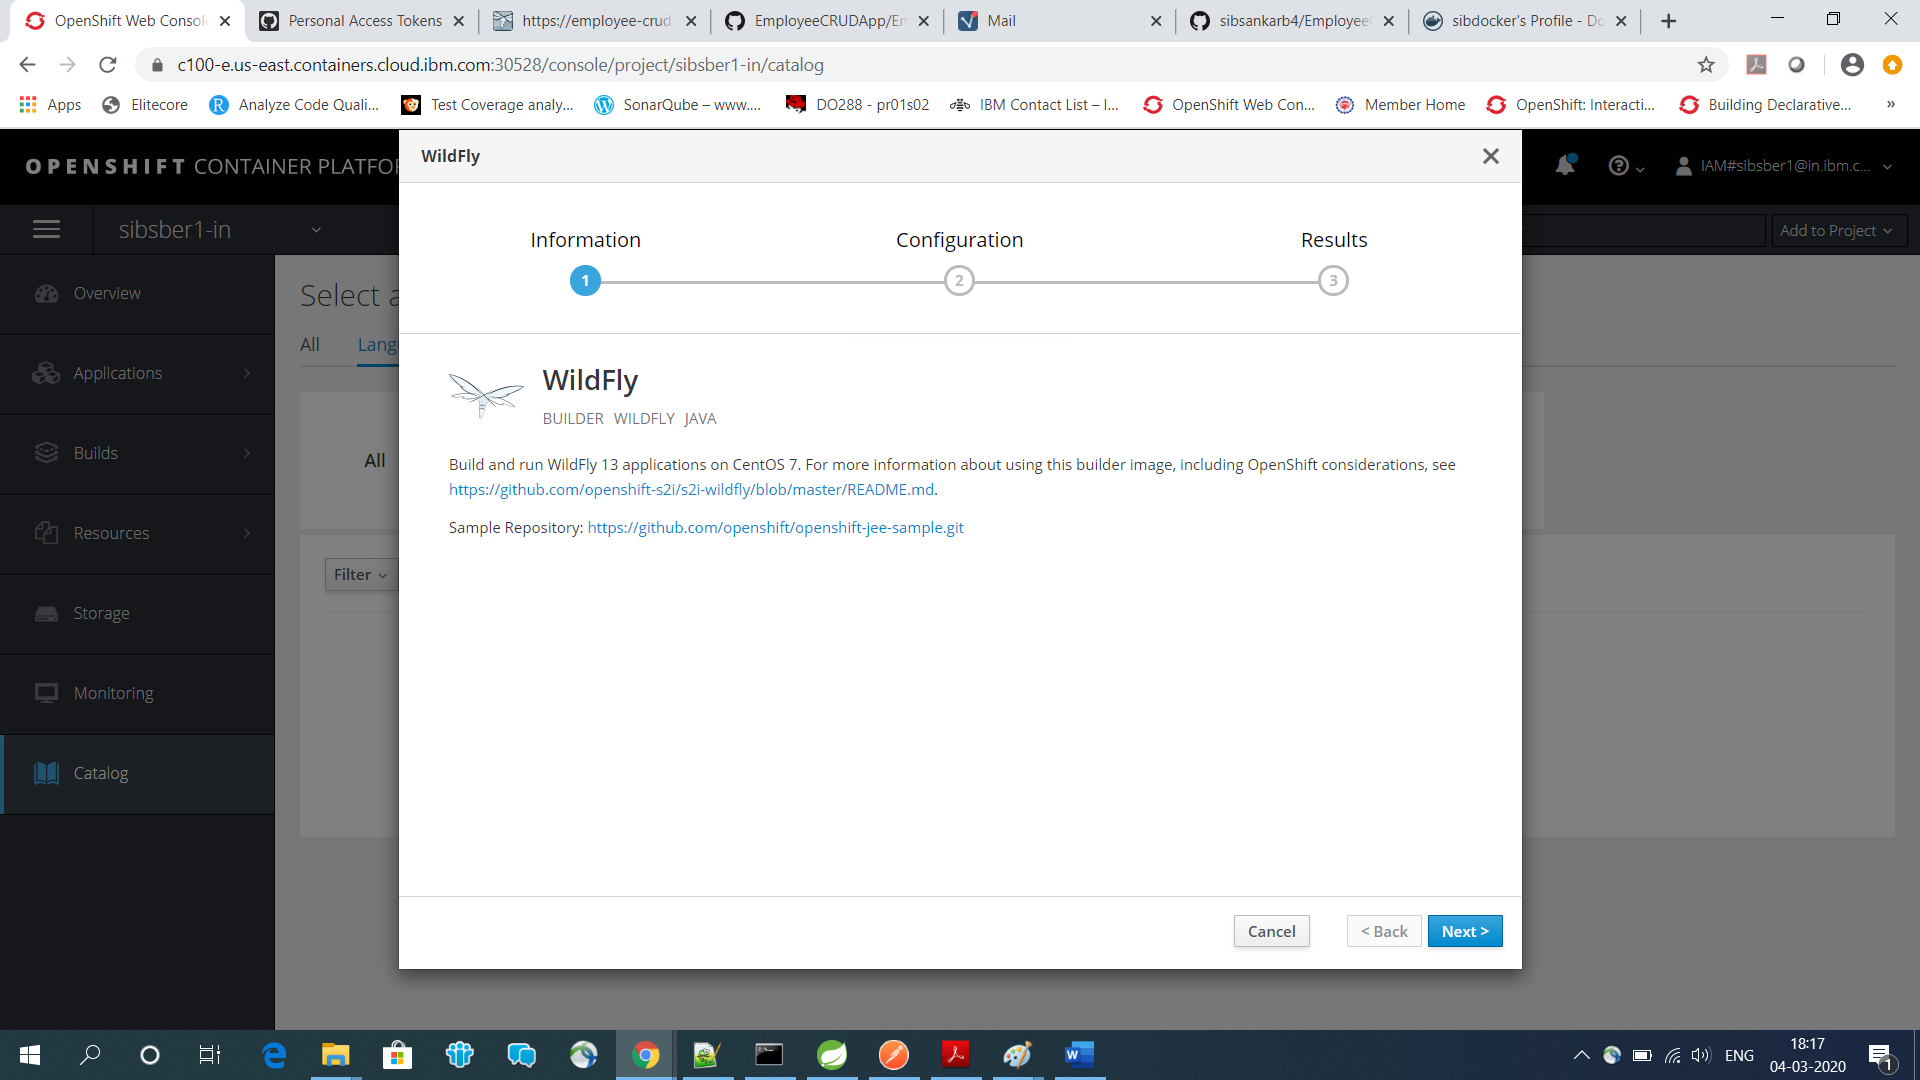 OpenShift Web Consol
Personal Access Tokens
https://employee-crud-
EmployeeCRUDApp/En
Mail
sibsankarb4/Employee
sibdocker's Profile - Do
c100-e.us-east.containers.cloud.ibm.com:30528/console/project/sibsber1-in/catalog
Apps
Elitecore
Analyze Code Quali...
Test Coverage analy...
SonarQube – www....
DO288 - pr01s02
IBM Contact List – I...
OpenShift Web Con...
Member Home
OpenShift: Interacti...
Building Declarative...
»
OPENSHIFT CONTAINER PLATFO
IAM#sibsber1@in.ibm.c...
sibsber1-in
Add to Project
Overview
Applications
Builds
Resources
Storage
Monitoring
Catalog
Select a
All
Lang
All
Filter
WildFly
Information
Configuration
Results
1
2
3
WildFly
BUILDER WILDFLY JAVA
Build and run WildFly 13 applications on CentOS 7. For more information about using this builder image, including OpenShift considerations, see
https://github.com/openshift-s2i/s2i-wildfly/blob/master/README.md.
Sample Repository: https://github.com/openshift/openshift-jee-sample.git
Cancel
< Back
Next >
ENG
18:17
04-03-2020
1